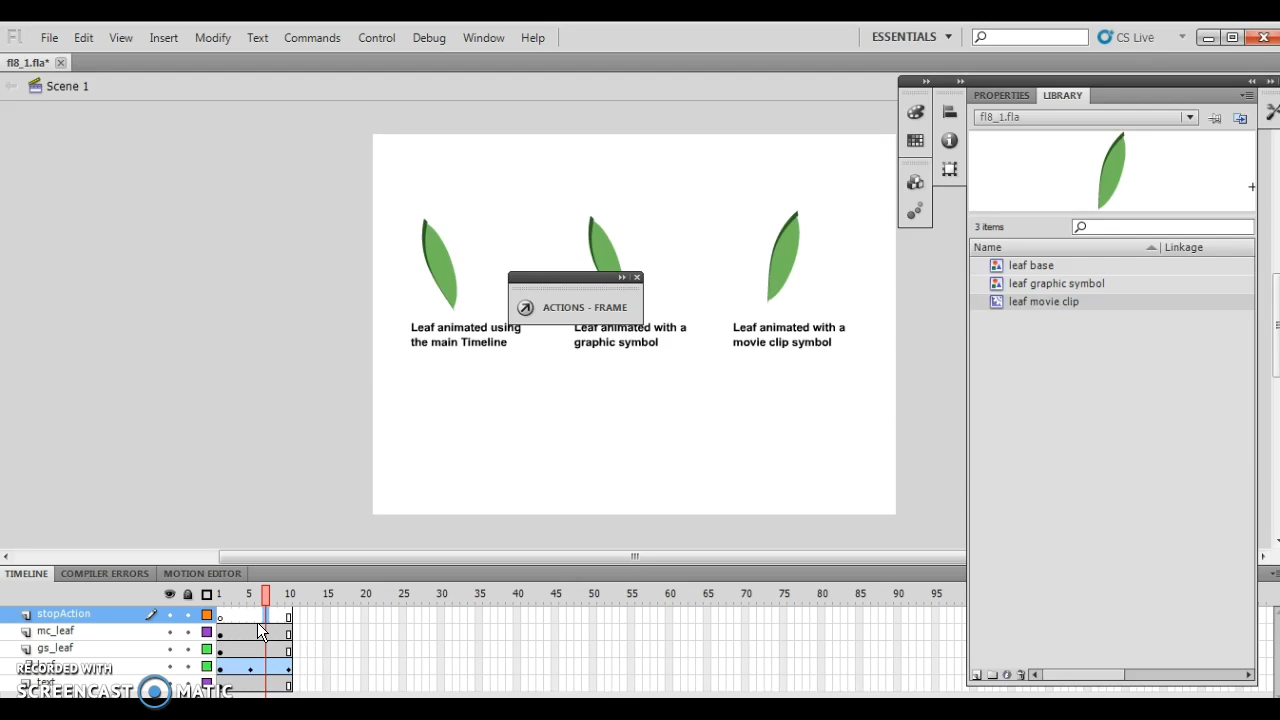 Fl File Edit View Insert Modify Text Commands Control Debug Window Help ESSENTIALS CS Live
fl8_1.fla*
Scene 1
PROPERTIES LIBRARY
fl8_1.fla
3 items
Name Linkage
leaf base
leaf graphic symbol
leaf movie clip
ACTIONS - FRAME
Leaf animated using
the main Timeline
Leaf animated with a
graphic symbol
Leaf animated with a
movie clip symbol
TIMELINE COMPILER ERRORS MOTION EDITOR
1 5 10 15 20 25 30 35 40 45 50 55 60 65 70 75 80 85 90 95
stopAction
mc_leaf
gs_leaf
text
RECORDED WITH
SCREENCAST MATIC